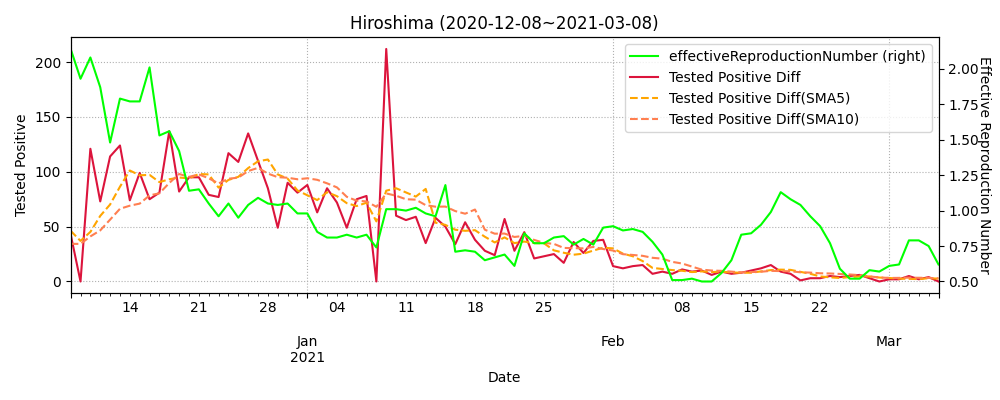 Hiroshima (2020-12-08~2021-03-08)
effectiveReproductionNumber (right)
Tested Positive Diff
Tested Positive Diff(SMA5)
Tested Positive Diff(SMA10)
Tested Positive
200
150
100
50
0
2.00
1.75
1.50
1.25
1.00
0.75
0.50
Effective Reproduction Number
14 21 28 04 11 18 25 08 15 22
Jan Feb Mar
2021
Date